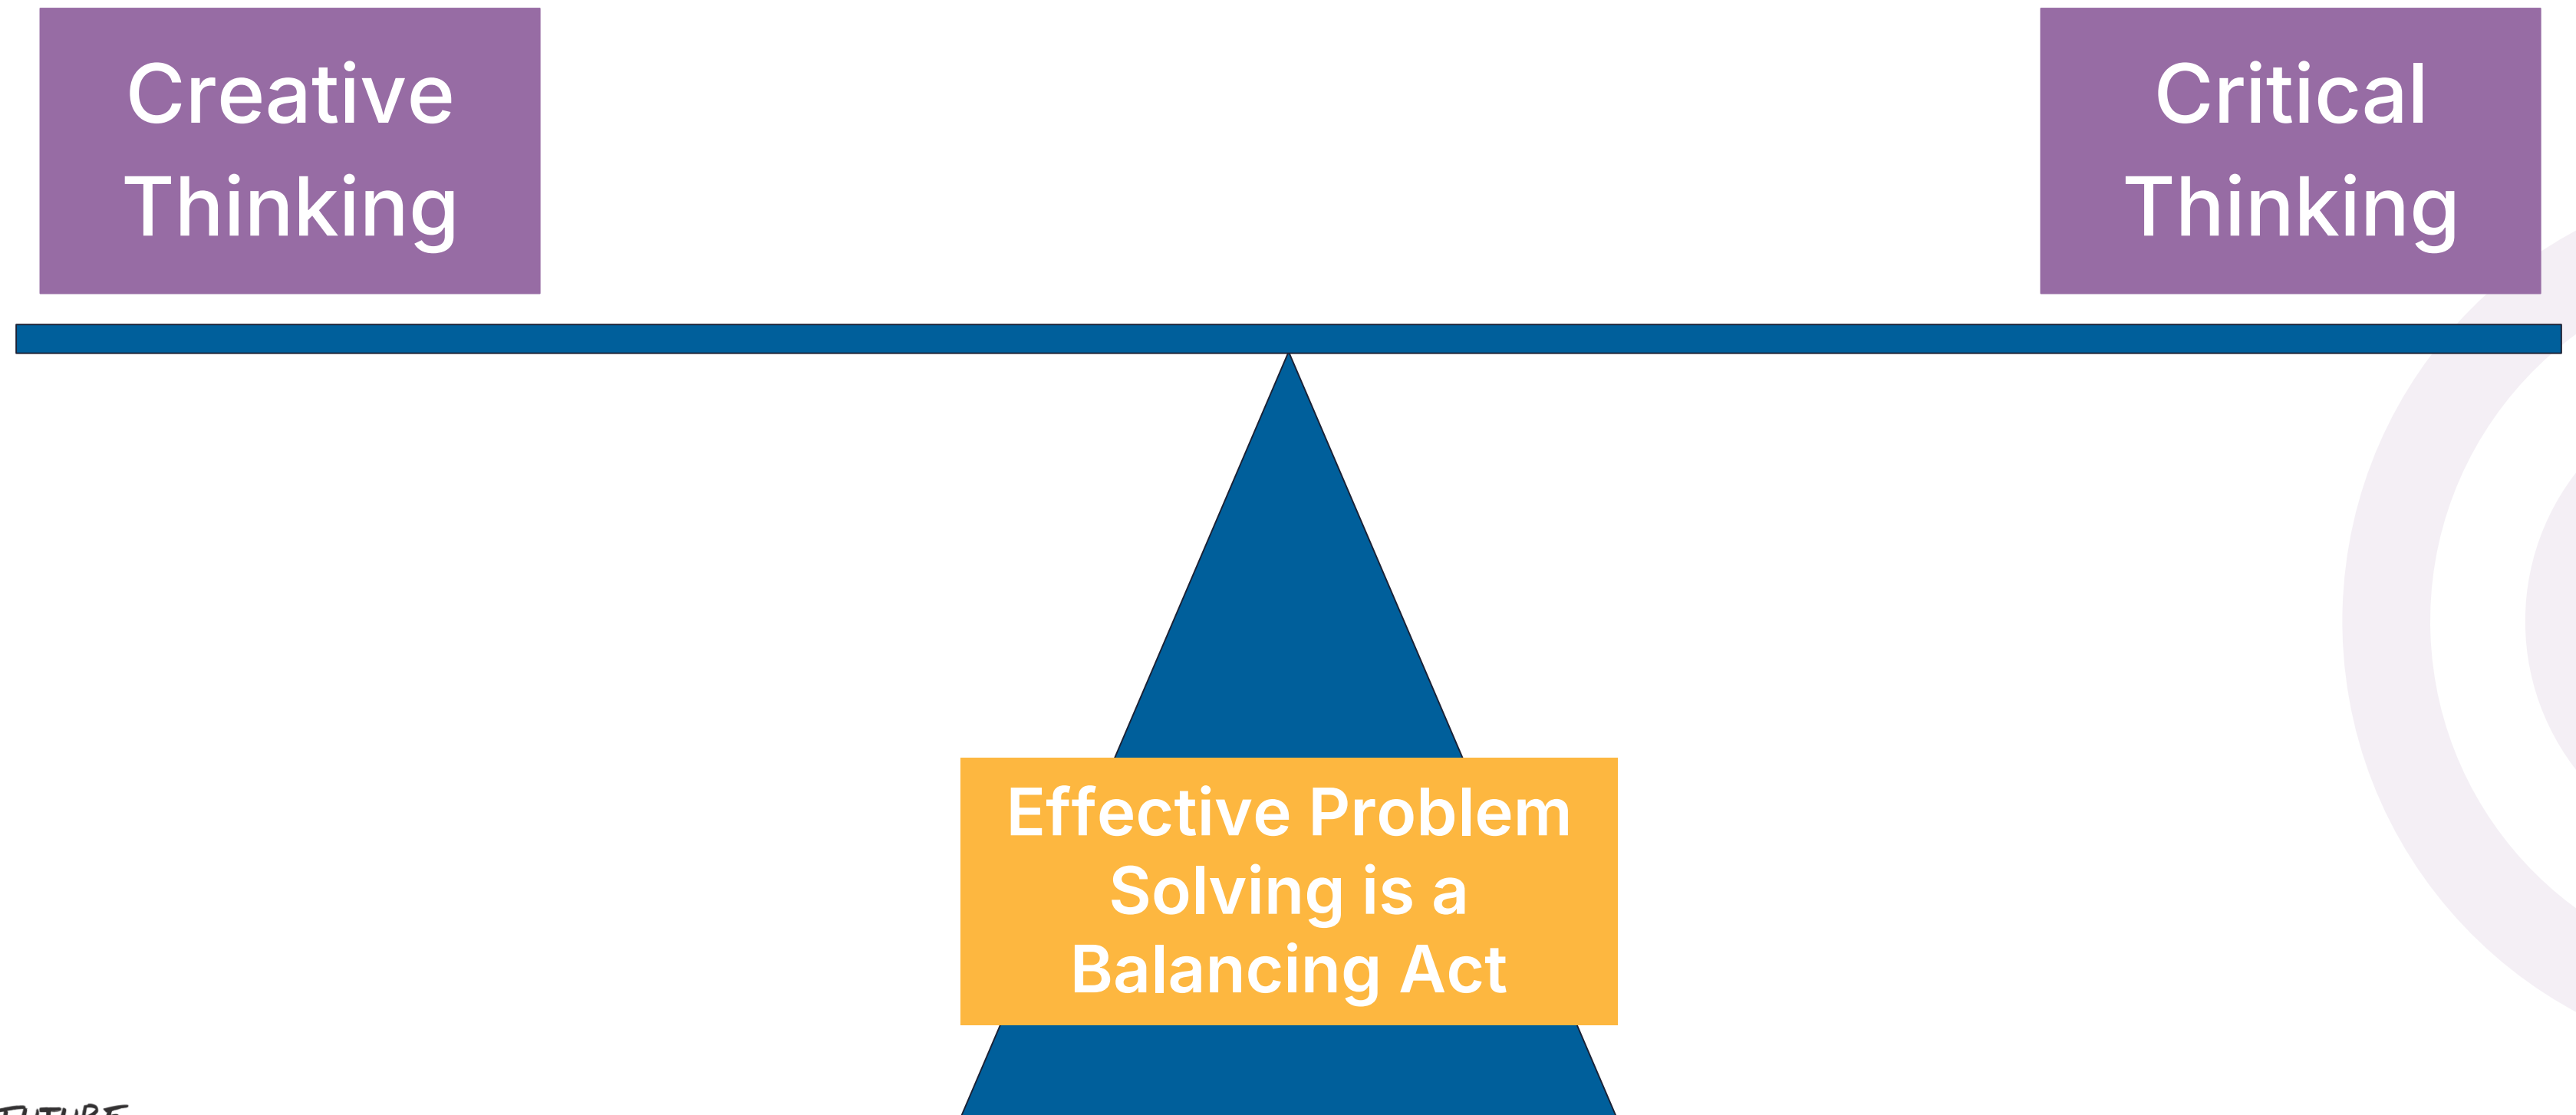 Creative
Thinking
Critical
Thinking
Effective Problem
Solving is a
Balancing Act